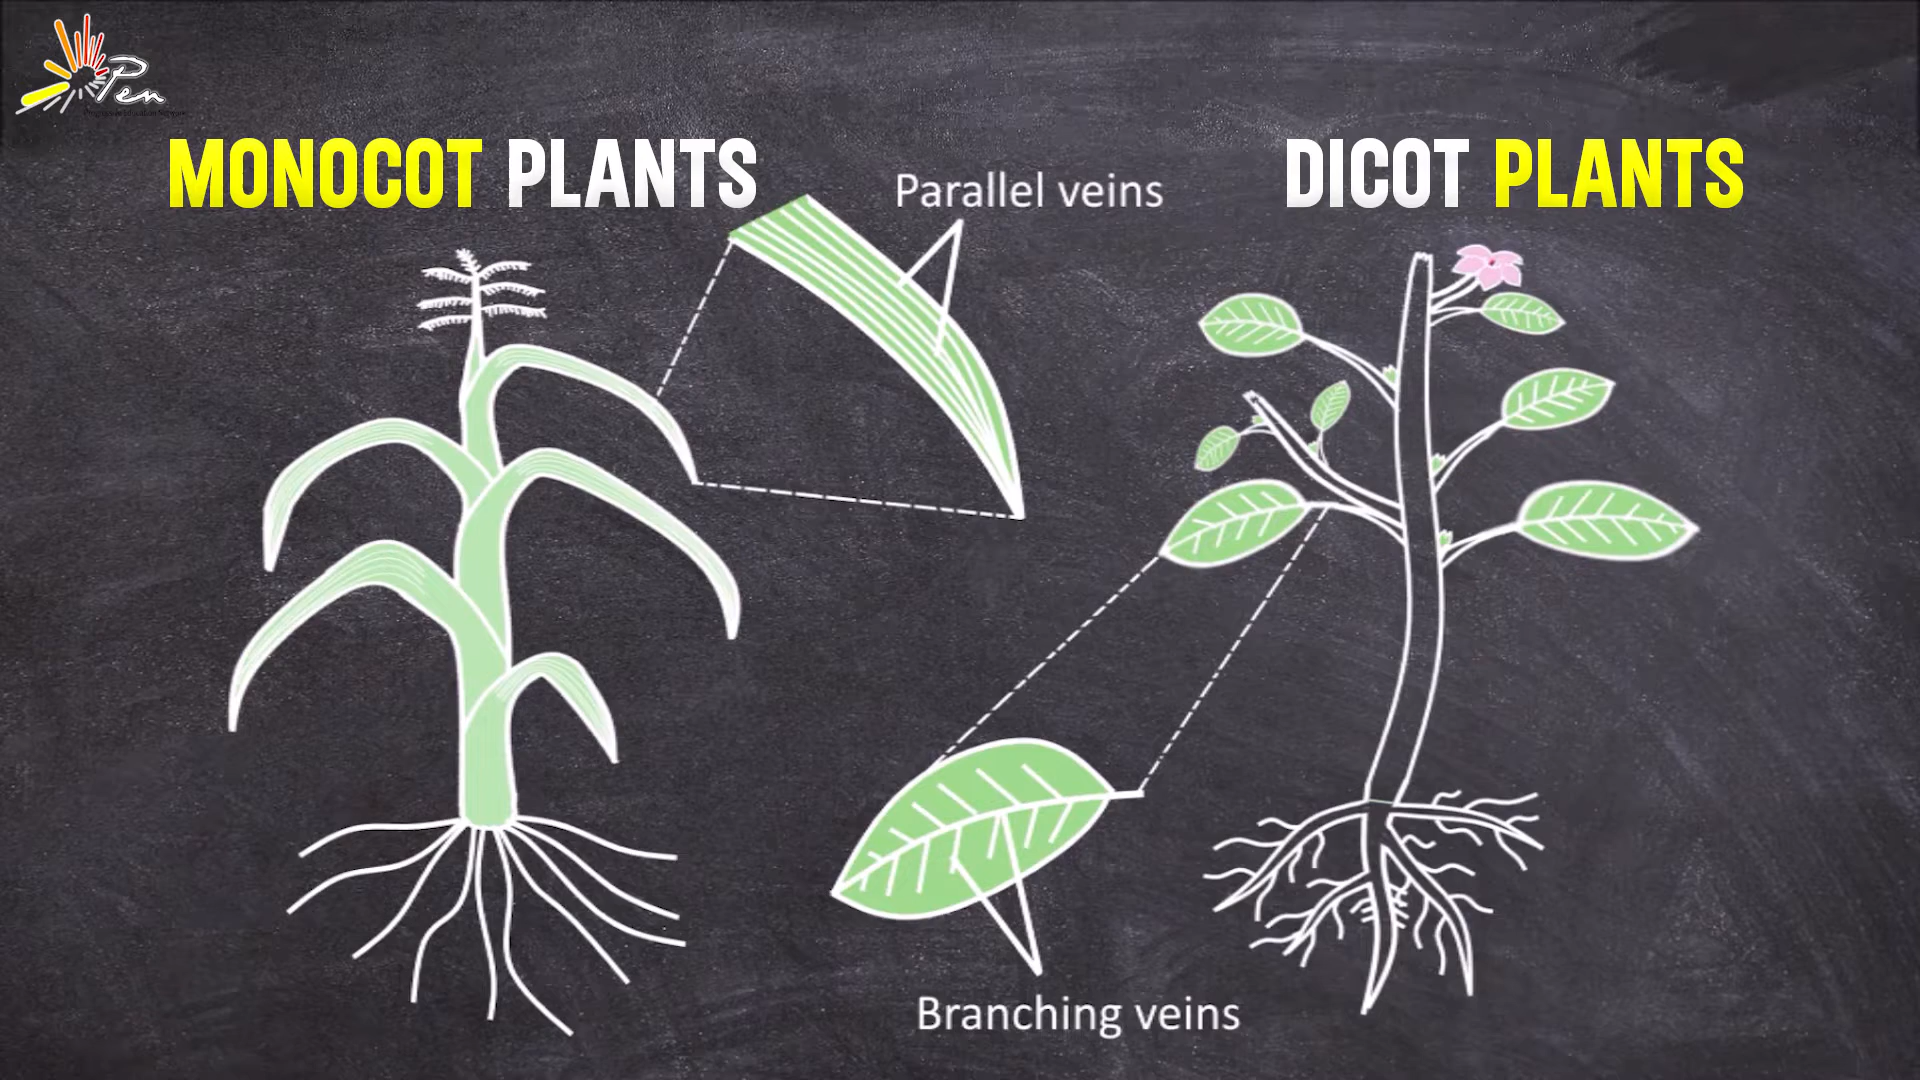 Pen
MONOCOT PLANTS
Parallel veins
DICOT PLANTS
Branching veins